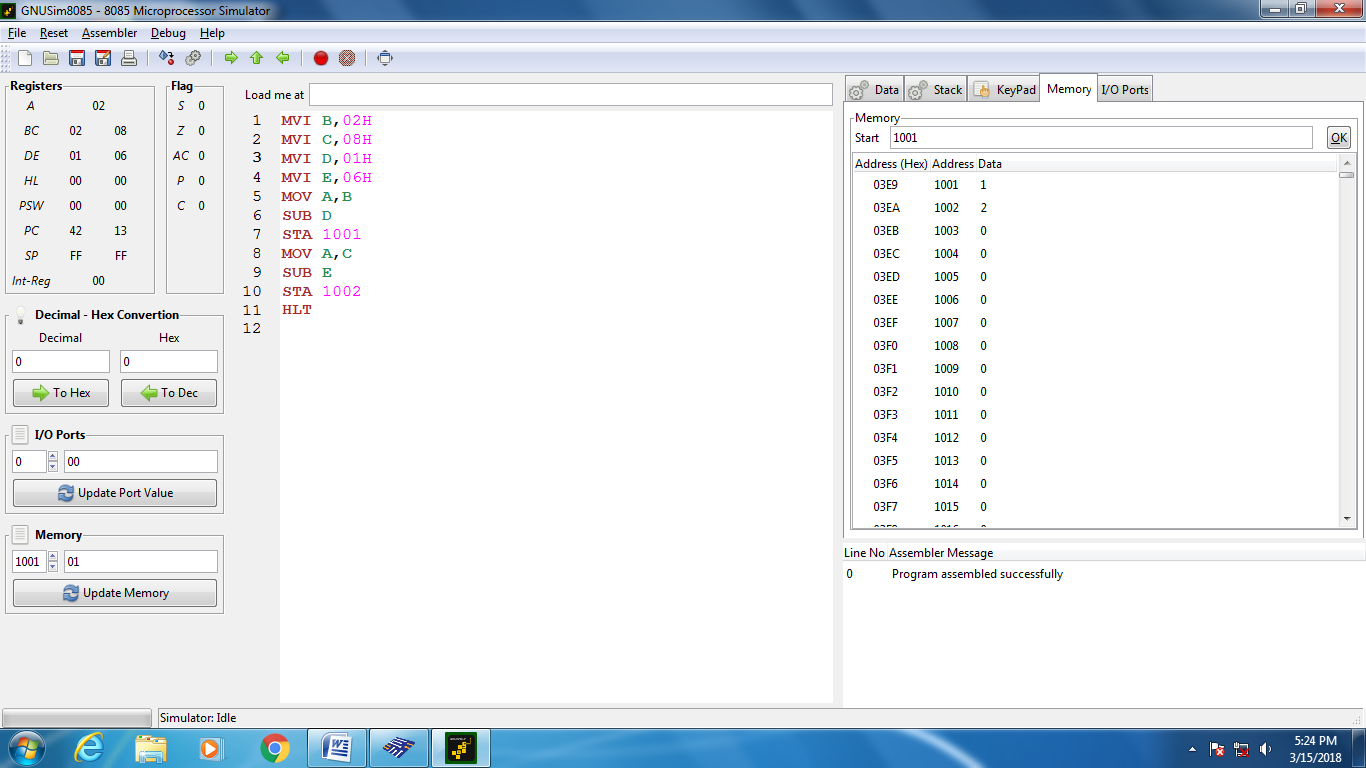 GNUSim8085 - 8085 Microprocessor Simulator
File Reset Assembler Debug Help
Registers
A 02
BC 02 08
DE 01 06
HL 00 00
PSW 00 00
PC 42 13
SP FF FF
Int-Reg 00
Flag
S 0
Z 0
AC 0
P 0
C 0
Decimal - Hex Convertion
Decimal Hex
0 0
To Hex To Dec
I/O Ports
0 00
Update Port Value
Memory
1001 01
Update Memory
Load me at
1 MVI B,02H
2 MVI C,08H
3 MVI D,01H
4 MVI E,06H
5 MOV A,B
6 SUB D
7 STA 1001
8 MOV A,C
9 SUB E
10 STA 1002
11 HLT
12
Data Stack KeyPad Memory I/O Ports
Memory
Start 1001 OK
Address (Hex) Address Data
03E9 1001 1
03EA 1002 2
03EB 1003 0
03EC 1004 0
03ED 1005 0
03EE 1006 0
03EF 1007 0
03F0 1008 0
03F1 1009 0
03F2 1010 0
03F3 1011 0
03F4 1012 0
03F5 1013 0
03F6 1014 0
03F7 1015 0
Line No Assembler Message
0 Program assembled successfully
Simulator: Idle
5:24 PM
3/15/2018